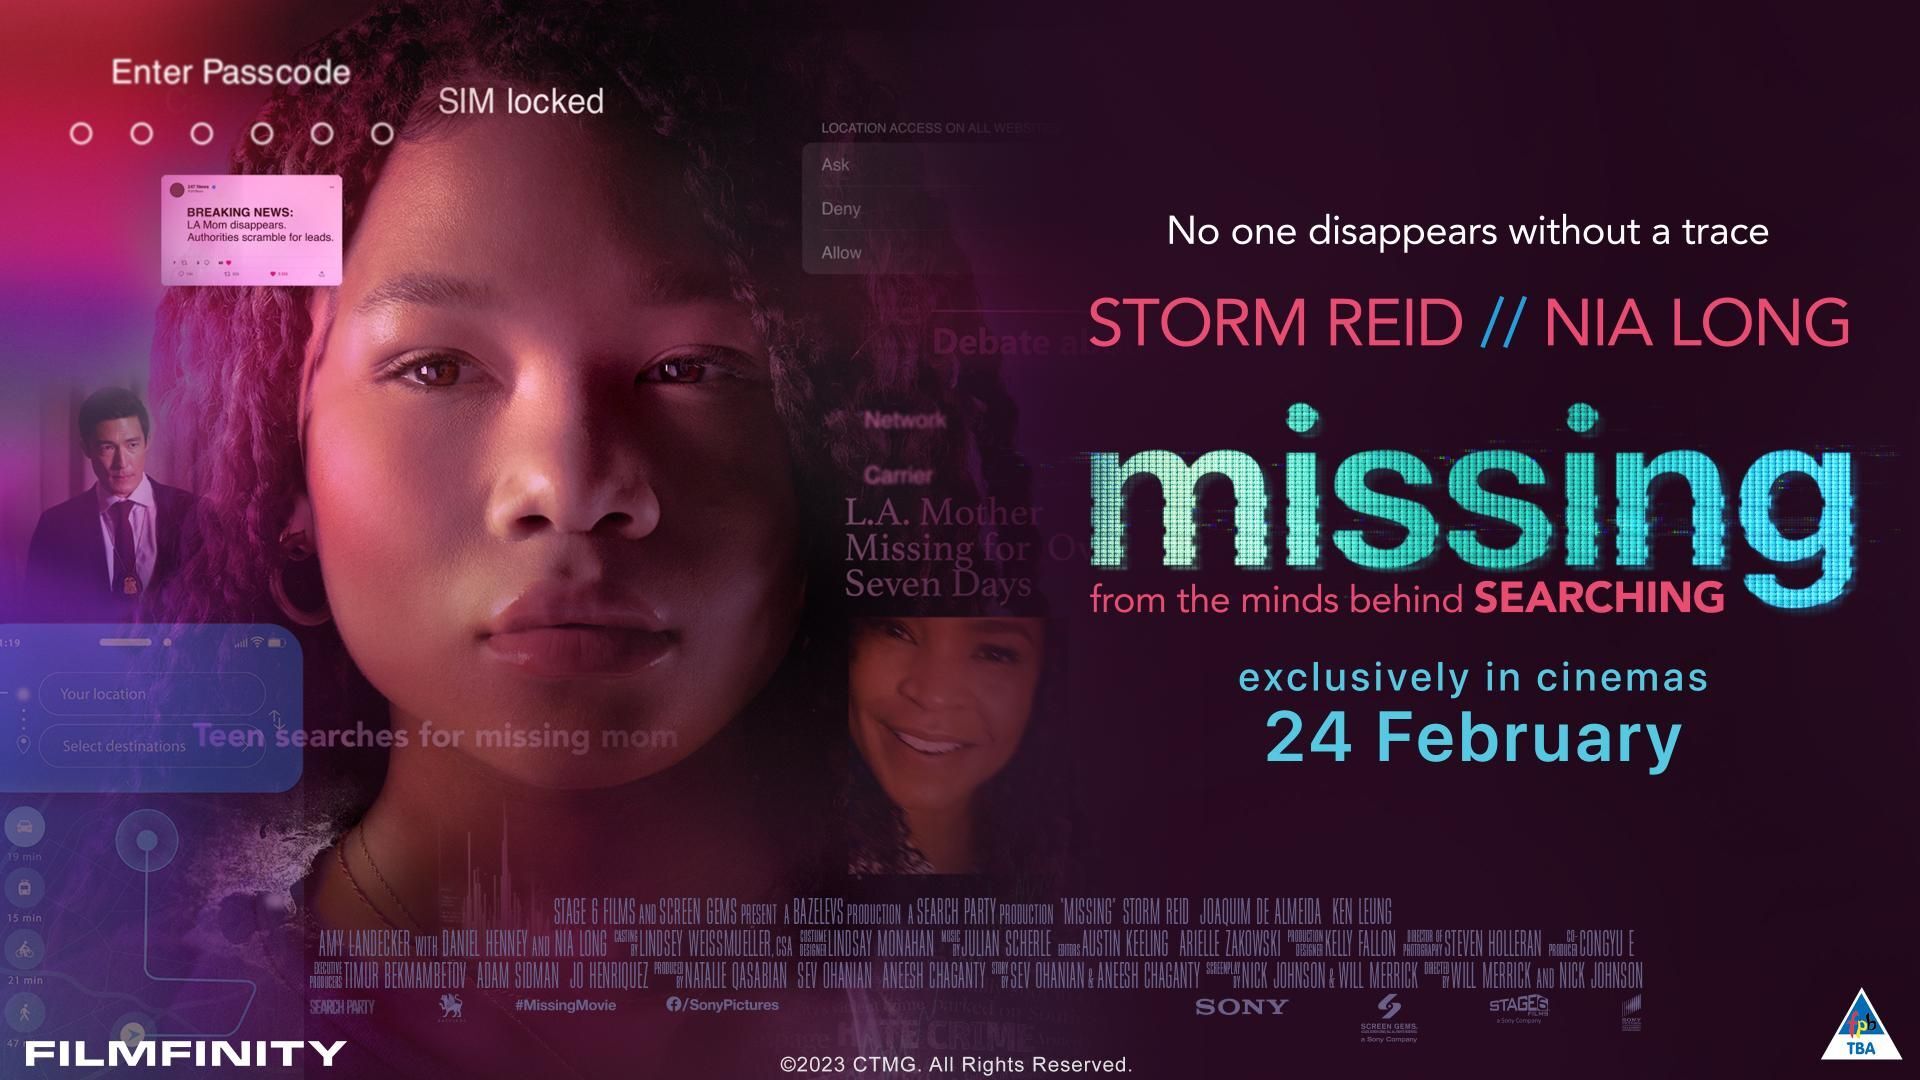 Enter Passcode
SIM locked
247 News
BREAKING NEWS:
LA Mom disappears.
Authorities scramble for leads.
LOCATION ACCESS ON ALL WEBSITES
Ask
Deny
Allow
Debate
Network
Carrier
L.A. Mother
Missing for Ov
Seven Days
No one disappears without a trace
STORM REID // NIA LONG
missing
from the minds behind SEARCHING
exclusively in cinemas
24 February
1:19
Your location
Select destinations
Teen searches for missing mom
19 min
15 min
21 min
47
STAGE 6 FILMS AND SCREEN GEMS PRESENT A BAZELEVS PRODUCTION A SEARCH PARTY PRODUCTION "MISSING" STORM REID JOAQUIM DE ALMEIDA KEN LEUNG
AMY LANDECKER WITH DANIEL HENNEY AND NIA LONG CASTING BY LINDSEY WEISSMUELLER, CSA COSTUME DESIGNER LINDSAY MONAHAN MUSIC BY JULIAN SCHERLE EDITORS AUSTIN KEELING ARIELLE ZAKOWSKI PRODUCTION DESIGNER KELLY FALLON DIRECTOR OF PHOTOGRAPHY STEVEN HOLLERAN CO-PRODUCER CONGYU E
EXECUTIVE PRODUCERS TIMUR BEKMAMBETOV ADAM SIDMAN JO HENRIQUEZ PRODUCED BY NATALIE QASABIAN SEV OHANIAN ANEESH CHAGANTY STORY BY SEV OHANIAN & ANEESH CHAGANTY SCREENPLAY BY NICK JOHNSON & WILL MERRICK DIRECTED BY WILL MERRICK AND NICK JOHNSON
SEARCH PARTY
#MissingMovie
/SonyPictures
SONY
SCREEN GEMS
a Sony Company
STAGE 6
FILMS
a Sony Company
HATE CRIME
FILMFINITY
©2023 CTMG. All Rights Reserved.
fpb
TBA